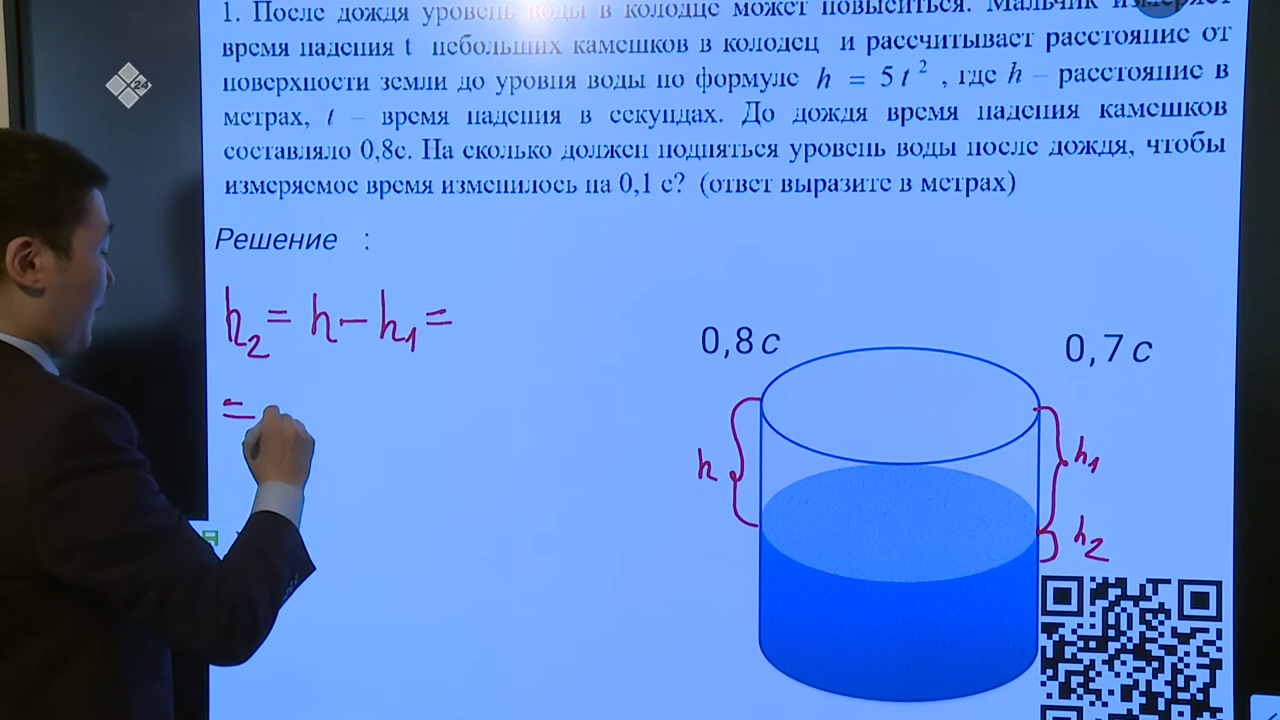 1. После дождя уровень воды в колодце может повыситься. Мальчик измеряет
время падения t небольших камешков в колодец и рассчитывает расстояние от
поверхности земли до уровня воды по формуле h = 5t², где h – расстояние в
метрах, t – время падения в секундах. До дождя время падения камешков
составляло 0,8с. На сколько должен подняться уровень воды после дождя, чтобы
измеряемое время изменилось на 0,1 с? (ответ выразите в метрах)
Решение :
h₂ = h – h₁ =
=
0,8 с
0,7 с
h
h₁
h₂
24